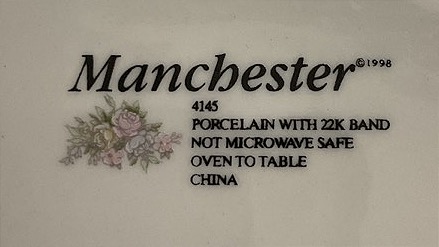 Manchester ©1998
4145
PORCELAIN WITH 22K BAND
NOT MICROWAVE SAFE
OVEN TO TABLE
CHINA